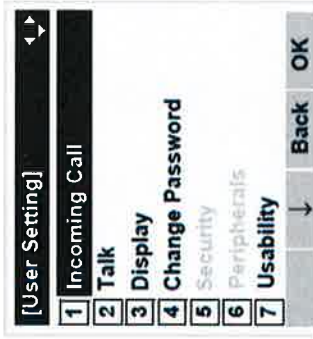 [User Setting]
1 Incoming Call
2 Talk
3 Display
4 Change Password
5 Security
6 Peripherals
7 Usability
↓ Back OK